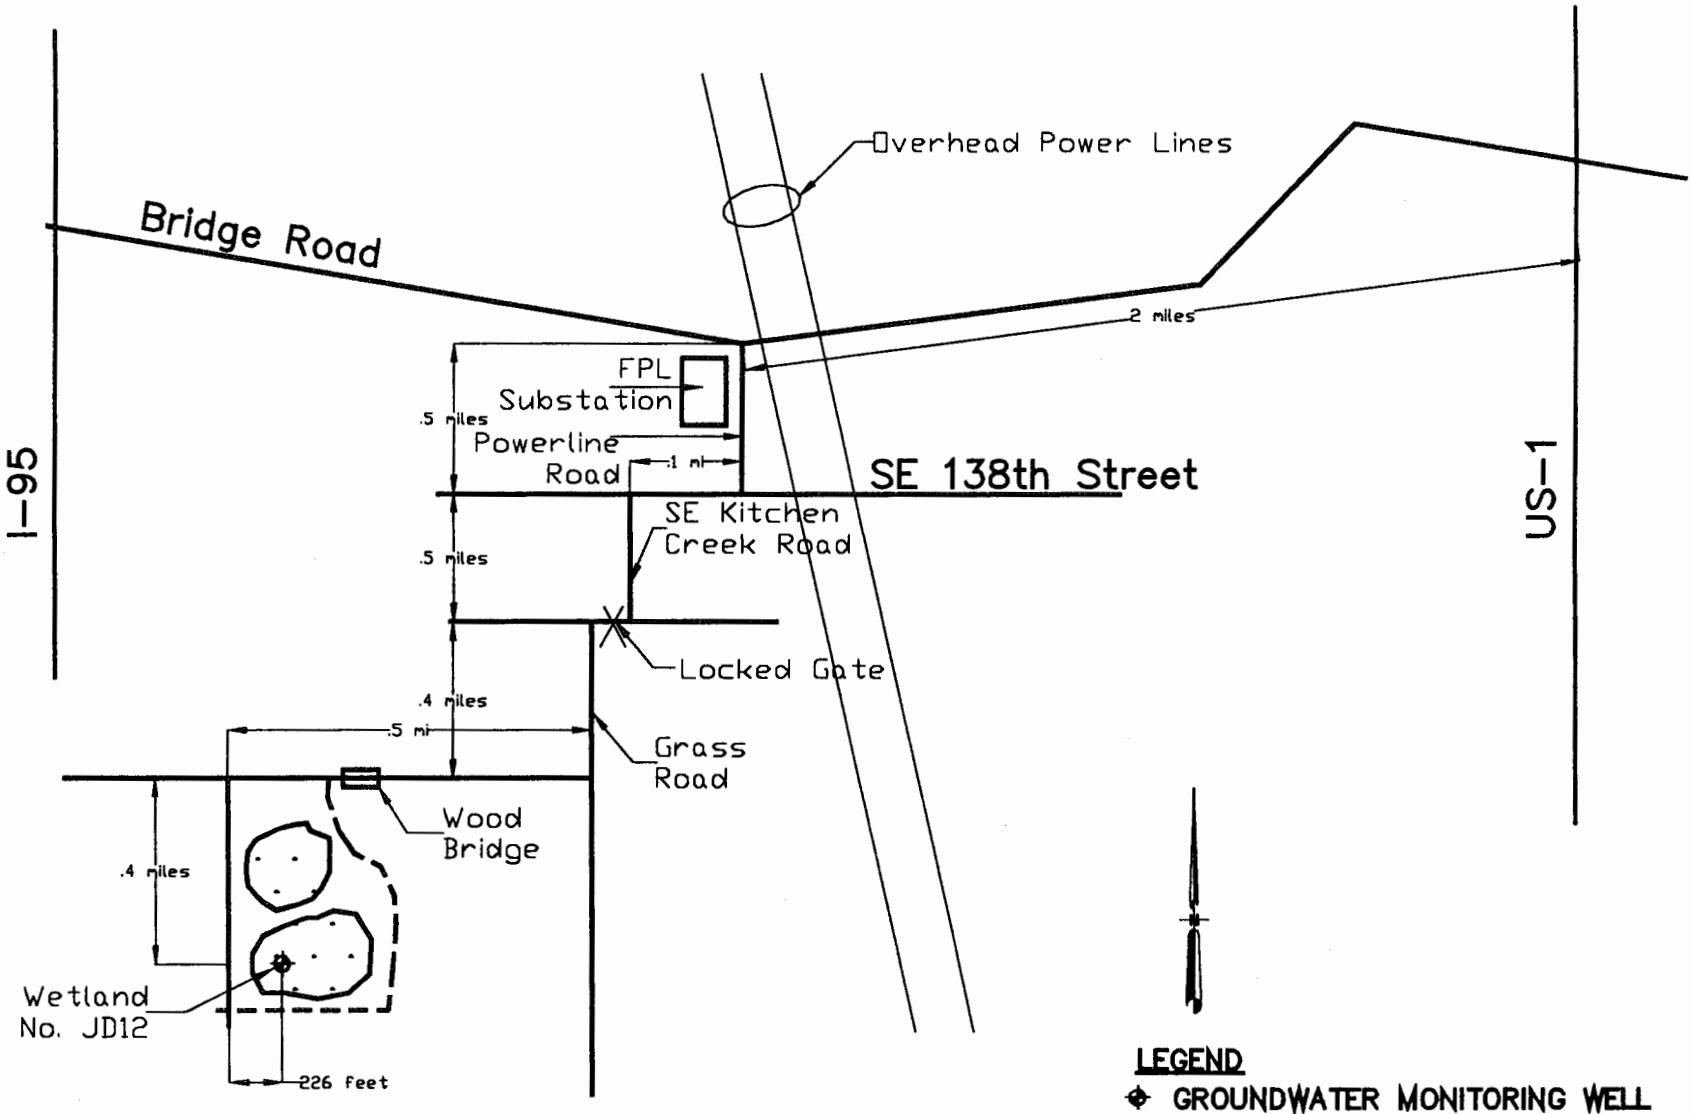 Overhead Power Lines
Bridge Road
2 miles
FPL
Substation
.5 miles
Powerline
Road
.1 mi
SE 138th Street
I-95
US-1
SE Kitchen
Creek Road
.5 miles
Locked Gate
.4 miles
.5 mi
Grass
Road
Wood
Bridge
.4 miles
Wetland
No. JD12
226 feet
N
LEGEND
GROUNDWATER MONITORING WELL